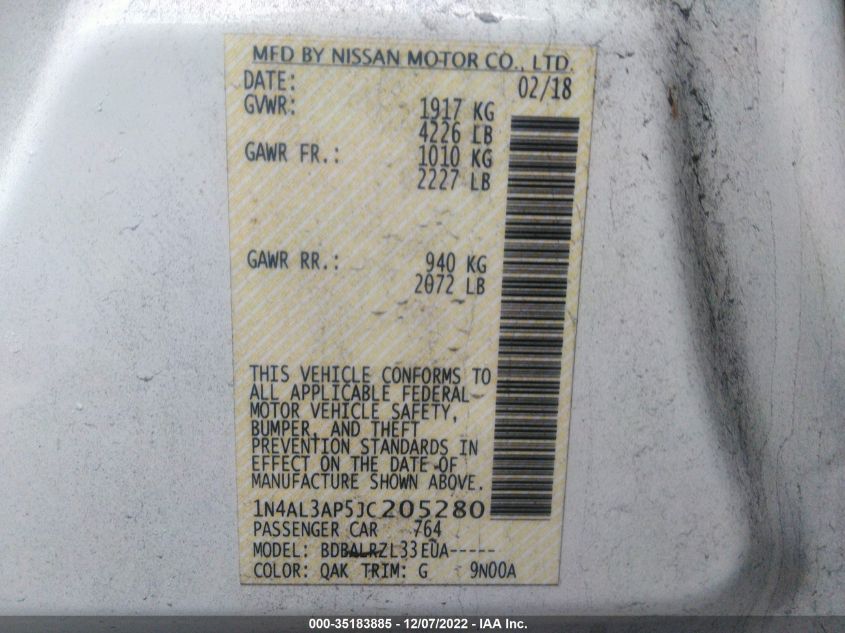 MFD BY NISSAN MOTOR CO., LTD.
DATE: 02/18
GVWR: 1917 KG
4226 LB
GAWR FR.: 1010 KG
2227 LB
GAWR RR.: 940 KG
2072 LB
THIS VEHICLE CONFORMS TO
ALL APPLICABLE FEDERAL
MOTOR VEHICLE SAFETY,
BUMPER, AND THEFT
PREVENTION STANDARDS IN
EFFECT ON THE DATE OF
MANUFACTURE SHOWN ABOVE.
1N4AL3AP5JC205280
PASSENGER CAR 764
MODEL: BDBALRZL33EUA-----
COLOR: QAK TRIM: G 9N00A
000-35183885 - 12/07/2022 - IAA Inc.